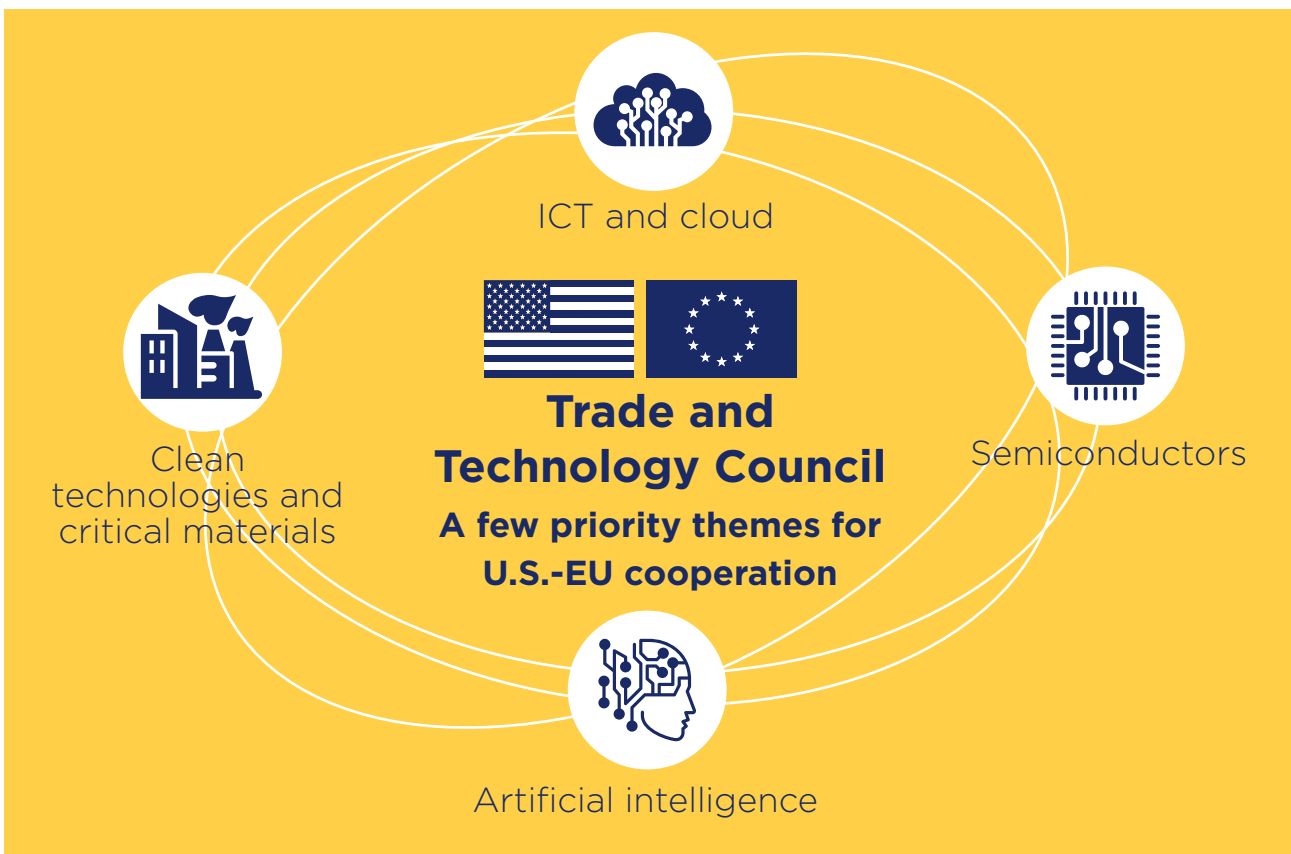 ICT and cloud
Trade and
Technology Council
A few priority themes for
U.S.-EU cooperation
Clean
technologies and
critical materials
Semiconductors
Artificial intelligence